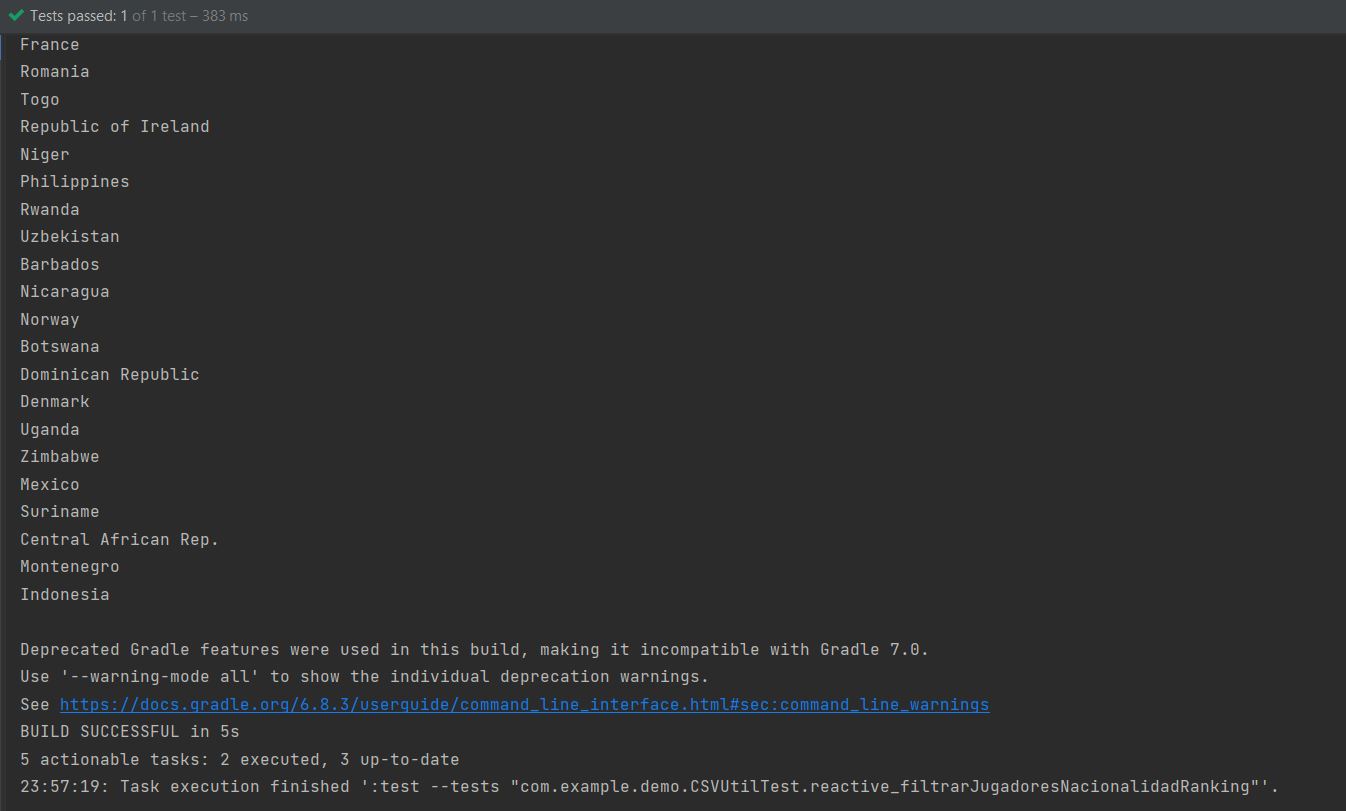 Tests passed: 1 of 1 test – 383 ms
France
Romania
Togo
Republic of Ireland
Niger
Philippines
Rwanda
Uzbekistan
Barbados
Nicaragua
Norway
Botswana
Dominican Republic
Denmark
Uganda
Zimbabwe
Mexico
Suriname
Central African Rep.
Montenegro
Indonesia
Deprecated Gradle features were used in this build, making it incompatible with Gradle 7.0.
Use '--warning-mode all' to show the individual deprecation warnings.
See https://docs.gradle.org/6.8.3/userguide/command_line_interface.html#sec:command_line_warnings
BUILD SUCCESSFUL in 5s
5 actionable tasks: 2 executed, 3 up-to-date
23:57:19: Task execution finished ':test --tests "com.example.demo.CSVUtilTest.reactive_filtrarJugadoresNacionalidadRanking"'.